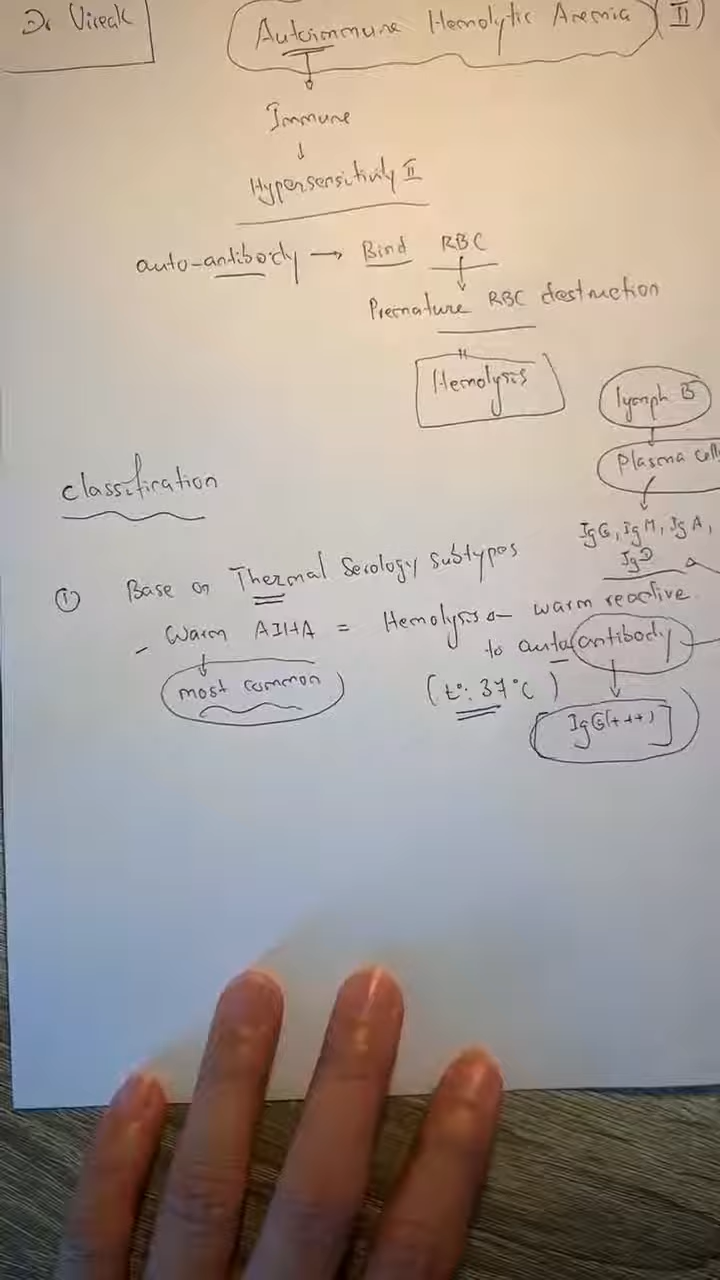 Dr Vireak
Autoimmune Hemolytic Anemia (II)
Immune
Hypersensitivity II
auto-antibody → Bind RBC
Premature RBC destruction
Hemolysis
lymph B
Plasma cell
IgG, IgM, IgA,
IgD
classification
① Base on Thermal Serology subtypes
- Warm AIHA = Hemolysis warm reactive
to auto antibody
most common
(t°: 37°C)
IgG(+++)